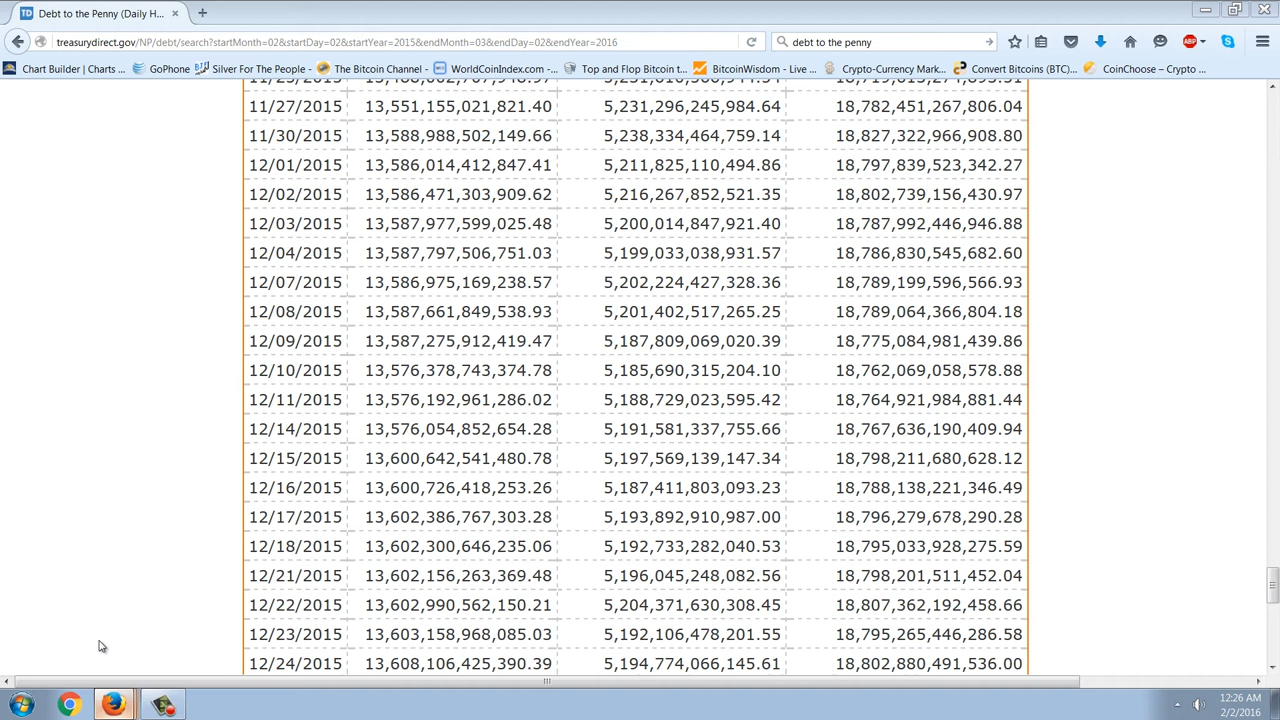 TD Debt to the Penny (Daily H... × +
treasurydirect.gov/NP/debt/search?startMonth=02&startDay=02&startYear=2015&endMonth=03&endDay=02&endYear=2016
debt to the penny
ABP
Chart Builder | Charts ... GoPhone Silver For The People - ... The Bitcoin Channel - ... WorldCoinIndex.com - ... Top and Flop Bitcoin t... BitcoinWisdom - Live ... Crypto-Currency Mark... Convert Bitcoins (BTC)... CoinChoose – Crypto ...
11/27/2015 13,551,155,021,821.40 5,231,296,245,984.64 18,782,451,267,806.04
11/30/2015 13,588,988,502,149.66 5,238,334,464,759.14 18,827,322,966,908.80
12/01/2015 13,586,014,412,847.41 5,211,825,110,494.86 18,797,839,523,342.27
12/02/2015 13,586,471,303,909.62 5,216,267,852,521.35 18,802,739,156,430.97
12/03/2015 13,587,977,599,025.48 5,200,014,847,921.40 18,787,992,446,946.88
12/04/2015 13,587,797,506,751.03 5,199,033,038,931.57 18,786,830,545,682.60
12/07/2015 13,586,975,169,238.57 5,202,224,427,328.36 18,789,199,596,566.93
12/08/2015 13,587,661,849,538.93 5,201,402,517,265.25 18,789,064,366,804.18
12/09/2015 13,587,275,912,419.47 5,187,809,069,020.39 18,775,084,981,439.86
12/10/2015 13,576,378,743,374.78 5,185,690,315,204.10 18,762,069,058,578.88
12/11/2015 13,576,192,961,286.02 5,188,729,023,595.42 18,764,921,984,881.44
12/14/2015 13,576,054,852,654.28 5,191,581,337,755.66 18,767,636,190,409.94
12/15/2015 13,600,642,541,480.78 5,197,569,139,147.34 18,798,211,680,628.12
12/16/2015 13,600,726,418,253.26 5,187,411,803,093.23 18,788,138,221,346.49
12/17/2015 13,602,386,767,303.28 5,193,892,910,987.00 18,796,279,678,290.28
12/18/2015 13,602,300,646,235.06 5,192,733,282,040.53 18,795,033,928,275.59
12/21/2015 13,602,156,263,369.48 5,196,045,248,082.56 18,798,201,511,452.04
12/22/2015 13,602,990,562,150.21 5,204,371,630,308.45 18,807,362,192,458.66
12/23/2015 13,603,158,968,085.03 5,192,106,478,201.55 18,795,265,446,286.58
12/24/2015 13,608,106,425,390.39 5,194,774,066,145.61 18,802,880,491,536.00
12:26 AM
2/2/2016